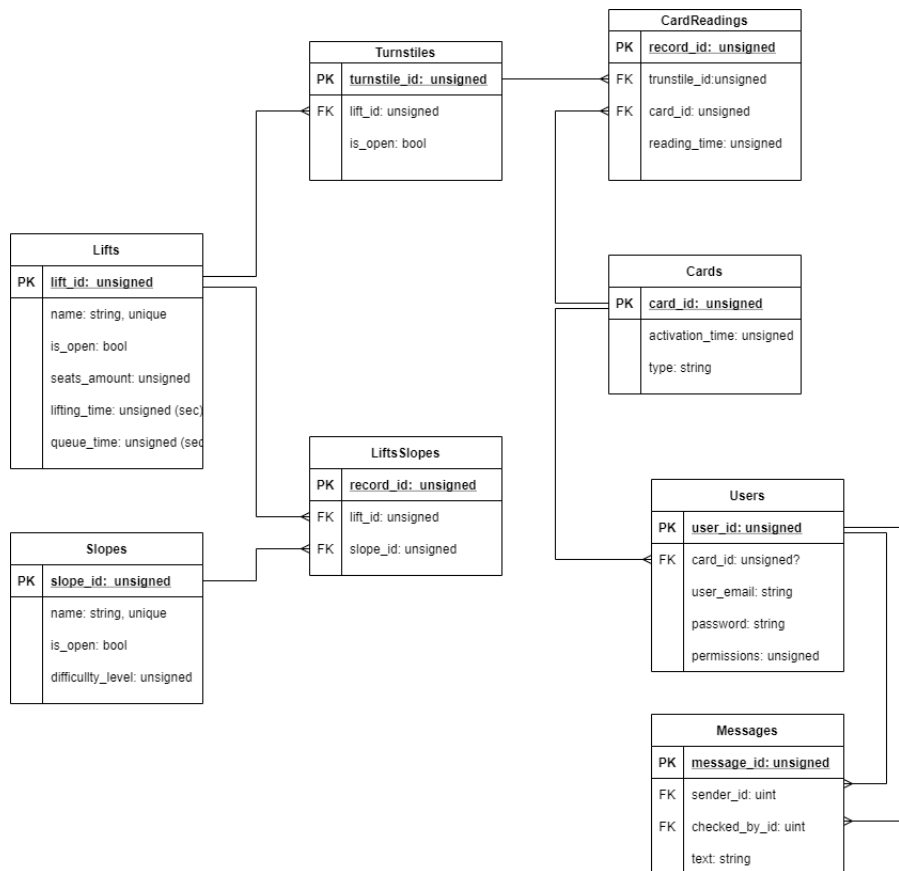 CardReadings
PK record_id: unsigned
FK trunstile_id:unsigned
FK card_id: unsigned
reading_time: unsigned
Turnstiles
PK turnstile_id: unsigned
FK lift_id: unsigned
is_open: bool
Lifts
PK lift_id: unsigned
name: string, unique
is_open: bool
seats_amount: unsigned
lifting_time: unsigned (sec)
queue_time: unsigned (sec
Cards
PK card_id: unsigned
activation_time: unsigned
type: string
LiftsSlopes
PK record_id: unsigned
FK lift_id: unsigned
FK slope_id: unsigned
Slopes
PK slope_id: unsigned
name: string, unique
is_open: bool
difficullty_level: unsigned
Users
PK user_id: unsigned
FK card_id: unsigned?
user_email: string
password: string
permissions: unsigned
Messages
PK message_id: unsigned
FK sender_id: uint
FK checked_by_id: uint
text: string